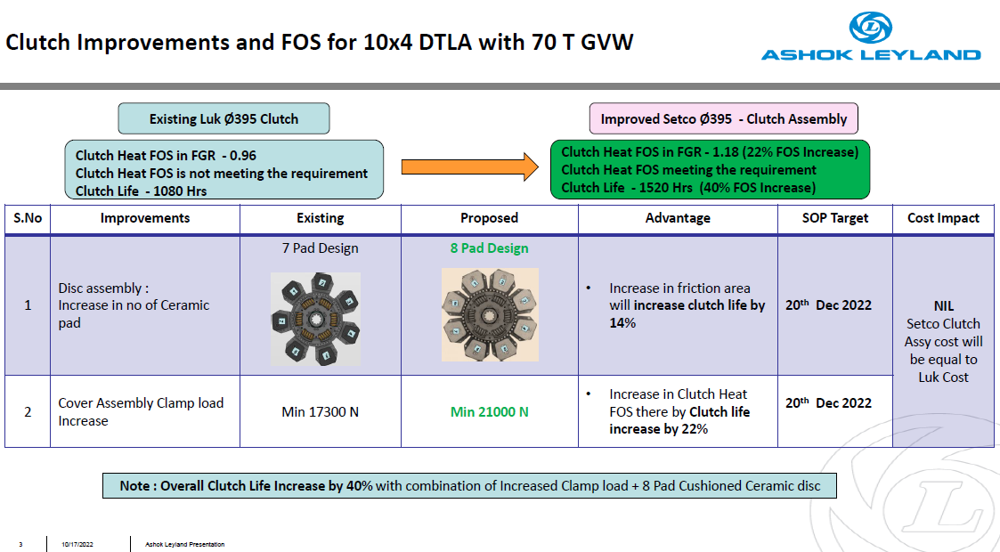 Clutch Improvements and FOS for 10x4 DTLA with 70 T GVW
ASHOK LEYLAND
Existing Luk Ø395 Clutch
Improved Setco Ø395 - Clutch Assembly
Clutch Heat FOS in FGR - 0.96
Clutch Heat FOS is not meeting the requirement
Clutch Life - 1080 Hrs
Clutch Heat FOS in FGR - 1.18 (22% FOS Increase)
Clutch Heat FOS meeting the requirement
Clutch Life - 1520 Hrs (40% FOS Increase)
S.No Improvements Existing Proposed Advantage SOP Target Cost Impact
1
Disc assembly :
Increase in no of Ceramic
pad
7 Pad Design
8 Pad Design
• Increase in friction area
will increase clutch life by
14%
20th Dec 2022
NIL
Setco Clutch
Assy cost will
be equal to
Luk Cost
2
Cover Assembly Clamp load
Increase
Min 17300 N
Min 21000 N
• Increase in Clutch Heat
FOS there by Clutch life
increase by 22%
20th Dec 2022
Note : Overall Clutch Life Increase by 40% with combination of Increased Clamp load + 8 Pad Cushioned Ceramic disc
3 10/17/2022 Ashok Leyland Presentation